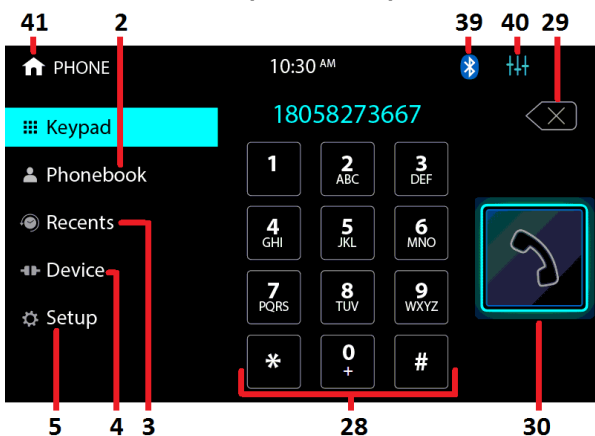 41 2 39 40 29
PHONE 10:30 AM
18058273667
Keypad
Phonebook
Recents
Device
Setup
1 2 ABC 3 DEF
4 GHI 5 JKL 6 MNO
7 PQRS 8 TUV 9 WXYZ
* 0 + #
5 4 3 28 30